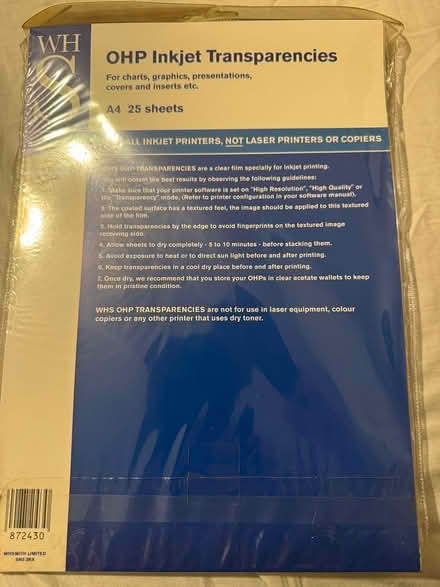 WH
S
OHP Inkjet Transparencies
For charts, graphics, presentations,
covers and inserts etc.
A4 25 sheets
ALL INKJET PRINTERS, NOT LASER PRINTERS OR COPIERS
OHP TRANSPARENCIES are a clear film specially for inkjet printing.
will obtain the best results by observing the following guidelines:
Make sure that your printer software is set on "High Resolution", "High Quality" or
the "Transparency" mode, (Refer to printer configuration in your software manual).
2. The coated surface has a textured feel, the image should be applied to this textured
side of the film.
3. Hold transparencies by the edge to avoid fingerprints on the textured image
receiving side.
4. Allow sheets to dry completely - 5 to 10 minutes - before stacking them.
5. Avoid exposure to heat or to direct sun light before and after printing.
6. Keep transparencies in a cool dry place before and after printing.
7. Once dry, we recommend that you store your OHPs in clear acetate wallets to keep
them in pristine condition.
WHS OHP TRANSPARENCIES are not for use in laser equipment, colour
copiers or any other printer that uses dry toner.
872430
WHSMITH LIMITED
SN3 3RX